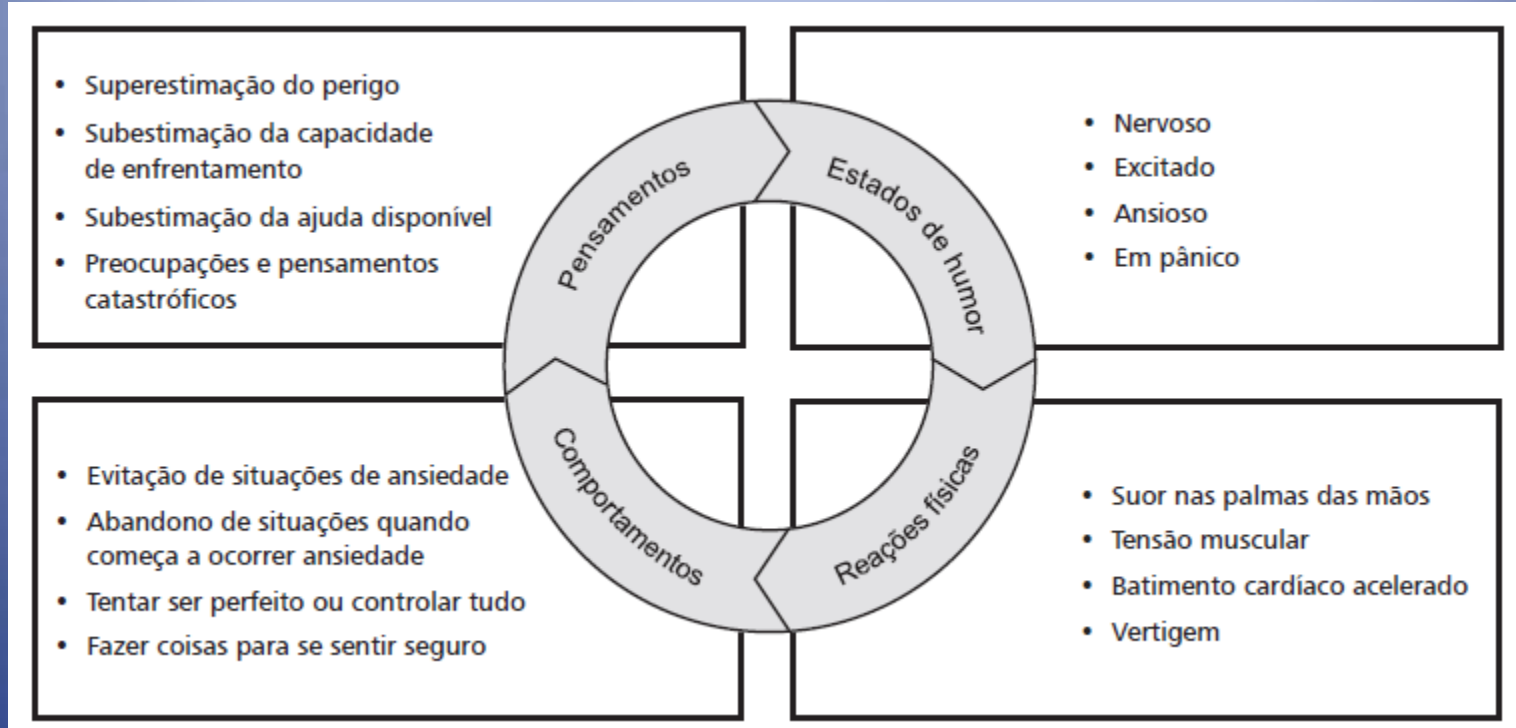 • Superestimação do perigo
• Subestimação da capacidade
de enfrentamento
• Subestimação da ajuda disponível
• Preocupações e pensamentos
catastróficos
• Nervoso
• Excitado
• Ansioso
• Em pânico
Pensamentos
Estados de humor
Comportamentos
Reações físicas
• Evitação de situações de ansiedade
• Abandono de situações quando
começa a ocorrer ansiedade
• Tentar ser perfeito ou controlar tudo
• Fazer coisas para se sentir seguro
• Suor nas palmas das mãos
• Tensão muscular
• Batimento cardíaco acelerado
• Vertigem